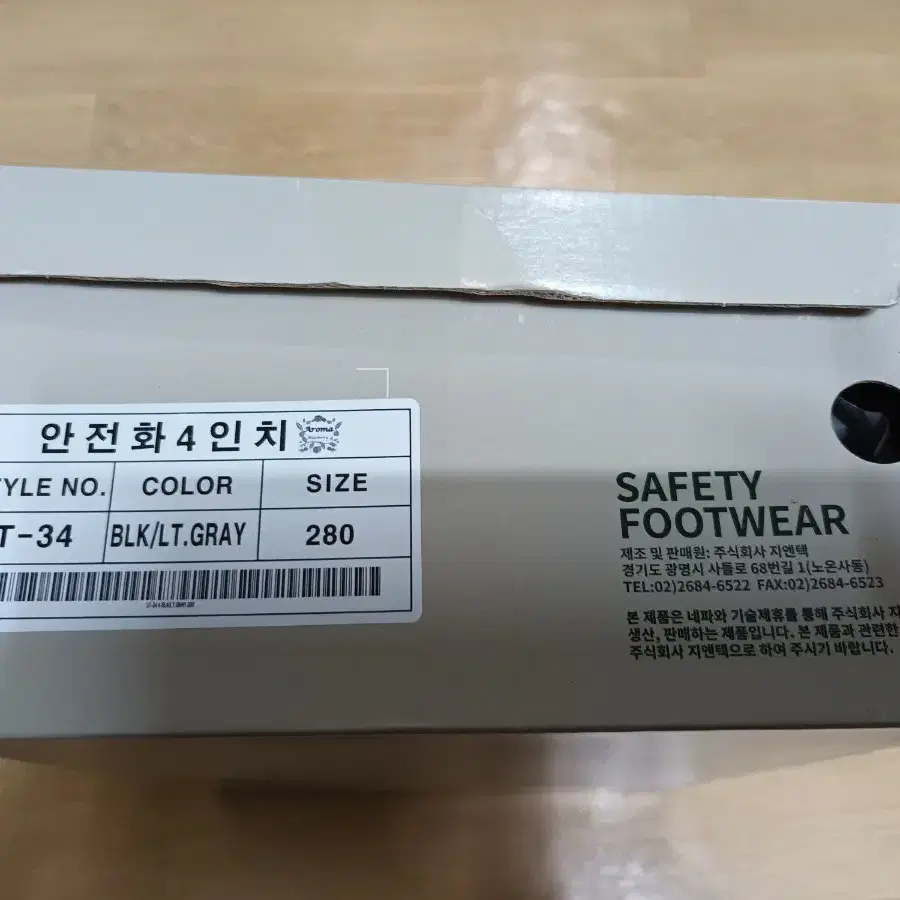 안전화4인치 Aroma
TYLE NO. COLOR SIZE
T-34 BLK/LT.GRAY 280
SAFETY
FOOTWEAR
제조 및 판매원: 주식회사 지엔텍
경기도 광명시 사들로 68번길 1(노온사동)
TEL:02)2684-6522 FAX:02)2684-6523
본 제품은 네파와 기술제휴를 통해 주식회사 지
생산, 판매하는 제품입니다. 본 제품과 관련한
주식회사 지엔텍으로 하여 주시기 바랍니다.